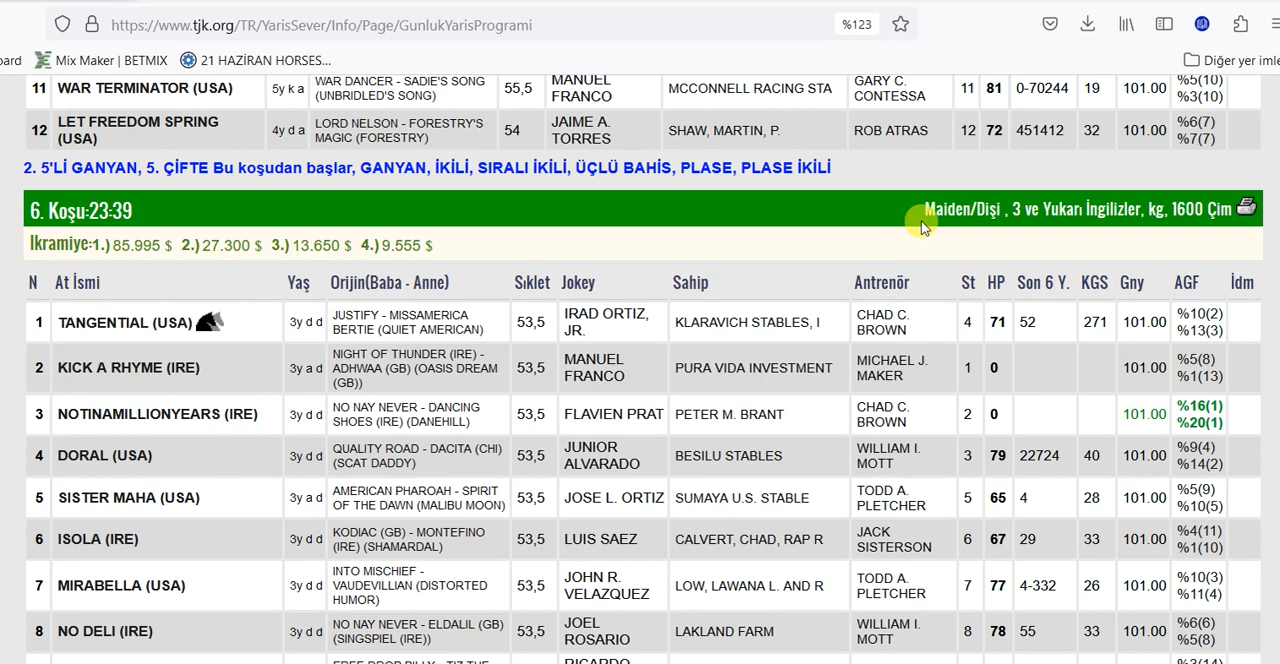 https://www.tjk.org/TR/YarisSever/Info/Page/GunlukYarisProgrami %123
oard Mix Maker | BETMIX 21 HAZİRAN HORSES... Diğer yer imle
11 WAR TERMINATOR (USA) 5y k a WAR DANCER - SADIE'S SONG (UNBRIDLED'S SONG) 55,5 MANUEL FRANCO MCCONNELL RACING STA GARY C. CONTESSA 11 81 0-70244 19 101.00 %5(10) %3(10)
12 LET FREEDOM SPRING (USA) 4y d a LORD NELSON - FORESTRY'S MAGIC (FORESTRY) 54 JAIME A. TORRES SHAW, MARTIN, P. ROB ATRAS 12 72 451412 32 101.00 %6(7) %7(7)
2. 5'Lİ GANYAN, 5. ÇİFTE Bu koşudan başlar, GANYAN, İKİLİ, SIRALI İKİLİ, ÜÇLÜ BAHİS, PLASE, PLASE İKİLİ
6. Koşu:23:39 Maiden/Dişi , 3 ve Yukarı İngilizler, kg, 1600 Çim
İkramiye:1.) 85.995 $ 2.) 27.300 $ 3.) 13.650 $ 4.) 9.555 $
N At İsmi Yaş Orijin(Baba - Anne) Sıklet Jokey Sahip Antrenör St HP Son 6 Y. KGS Gny AGF İdm
1 TANGENTIAL (USA) 3y d d JUSTIFY - MISSAMERICA BERTIE (QUIET AMERICAN) 53,5 IRAD ORTIZ, JR. KLARAVICH STABLES, I CHAD C. BROWN 4 71 52 271 101.00 %10(2) %13(3)
2 KICK A RHYME (IRE) 3y a d NIGHT OF THUNDER (IRE) - ADHWAA (GB) (OASIS DREAM (GB)) 53,5 MANUEL FRANCO PURA VIDA INVESTMENT MICHAEL J. MAKER 1 0 101.00 %5(8) %1(13)
3 NOTINAMILLIONYEARS (IRE) 3y d d NO NAY NEVER - DANCING SHOES (IRE) (DANEHILL) 53,5 FLAVIEN PRAT PETER M. BRANT CHAD C. BROWN 2 0 101.00 %16(1) %20(1)
4 DORAL (USA) 3y d d QUALITY ROAD - DACITA (CHI) (SCAT DADDY) 53,5 JUNIOR ALVARADO BESILU STABLES WILLIAM I. MOTT 3 79 22724 40 101.00 %9(4) %14(2)
5 SISTER MAHA (USA) 3y a d AMERICAN PHAROAH - SPIRIT OF THE DAWN (MALIBU MOON) 53,5 JOSE L. ORTIZ SUMAYA U.S. STABLE TODD A. PLETCHER 5 65 4 28 101.00 %5(9) %10(5)
6 ISOLA (IRE) 3y a d KODIAC (GB) - MONTEFINO (IRE) (SHAMARDAL) 53,5 LUIS SAEZ CALVERT, CHAD, RAP R JACK SISTERSON 6 67 29 33 101.00 %4(11) %1(10)
7 MIRABELLA (USA) 3y d d INTO MISCHIEF - VAUDEVILLIAN (DISTORTED HUMOR) 53,5 JOHN R. VELAZQUEZ LOW, LAWANA L. AND R TODD A. PLETCHER 7 77 4-332 26 101.00 %10(3) %11(4)
8 NO DELI (IRE) 3y d d NO NAY NEVER - ELDALIL (GB) (SINGSPIEL (IRE)) 53,5 JOEL ROSARIO LAKLAND FARM WILLIAM I. MOTT 8 78 55 33 101.00 %6(6) %5(8)